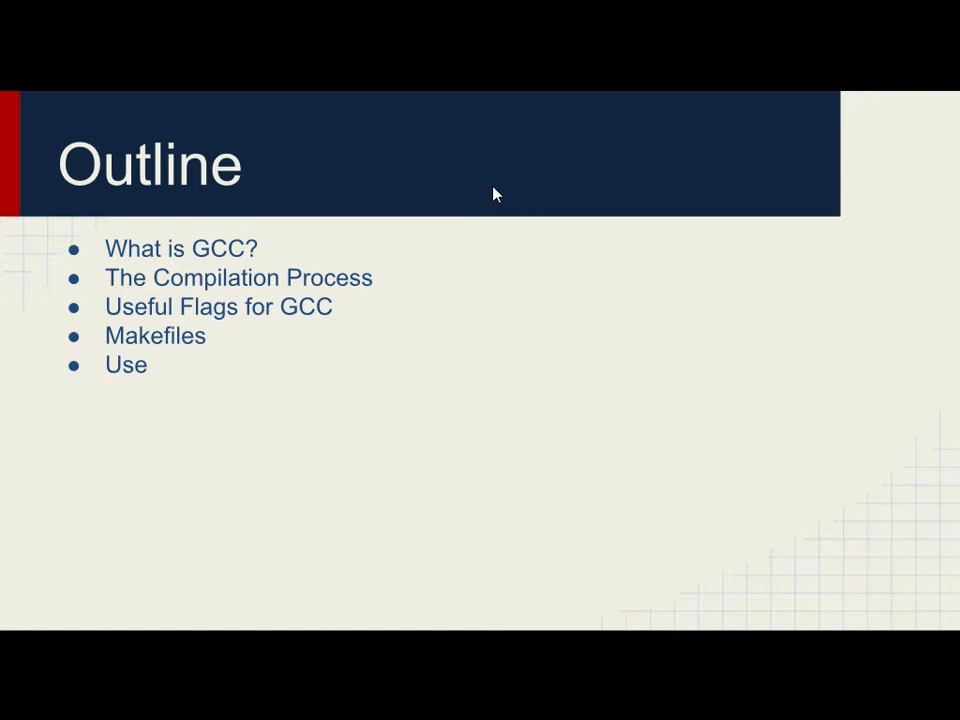 Outline
● What is GCC?
● The Compilation Process
● Useful Flags for GCC
● Makefiles
● Use